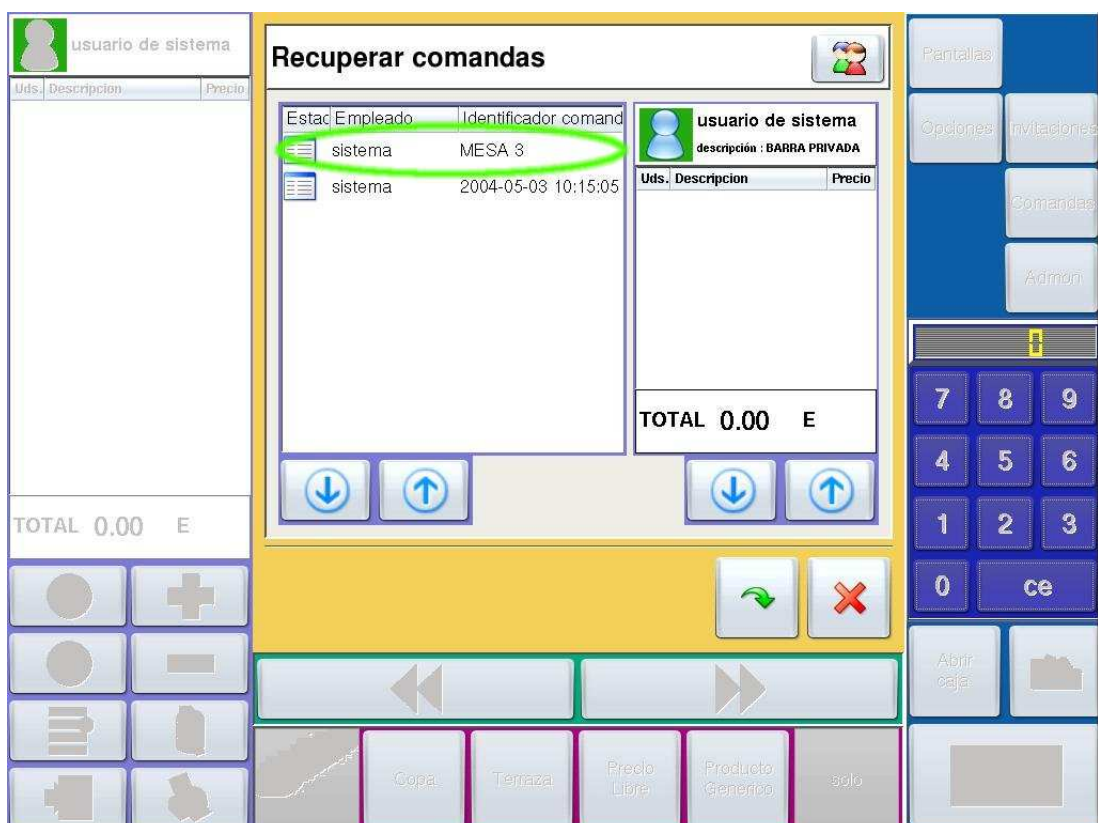 usuario de sistema
Uds. Descripcion Precio
TOTAL 0.00 E
Recuperar comandas
Estac Empleado Identificador comand
sistema MESA 3
sistema 2004-05-03 10:15:05
usuario de sistema
descripción : BARRA PRIVADA
Uds. Descripcion Precio
TOTAL 0.00 E
Copa
Terraza
Precio
Libre
Producto
Generico
solo
Pantallas
Opciones
Invitaciones
Comandas
Admon
0
7 8 9
4 5 6
1 2 3
0 ce
Abrir
caja